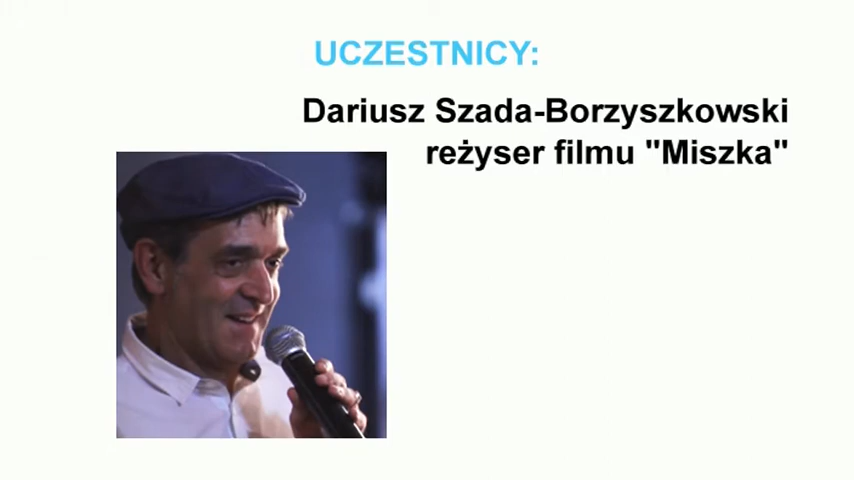 UCZESTNICY:
Dariusz Szada-Borzyszkowski
reżyser filmu "Miszka"